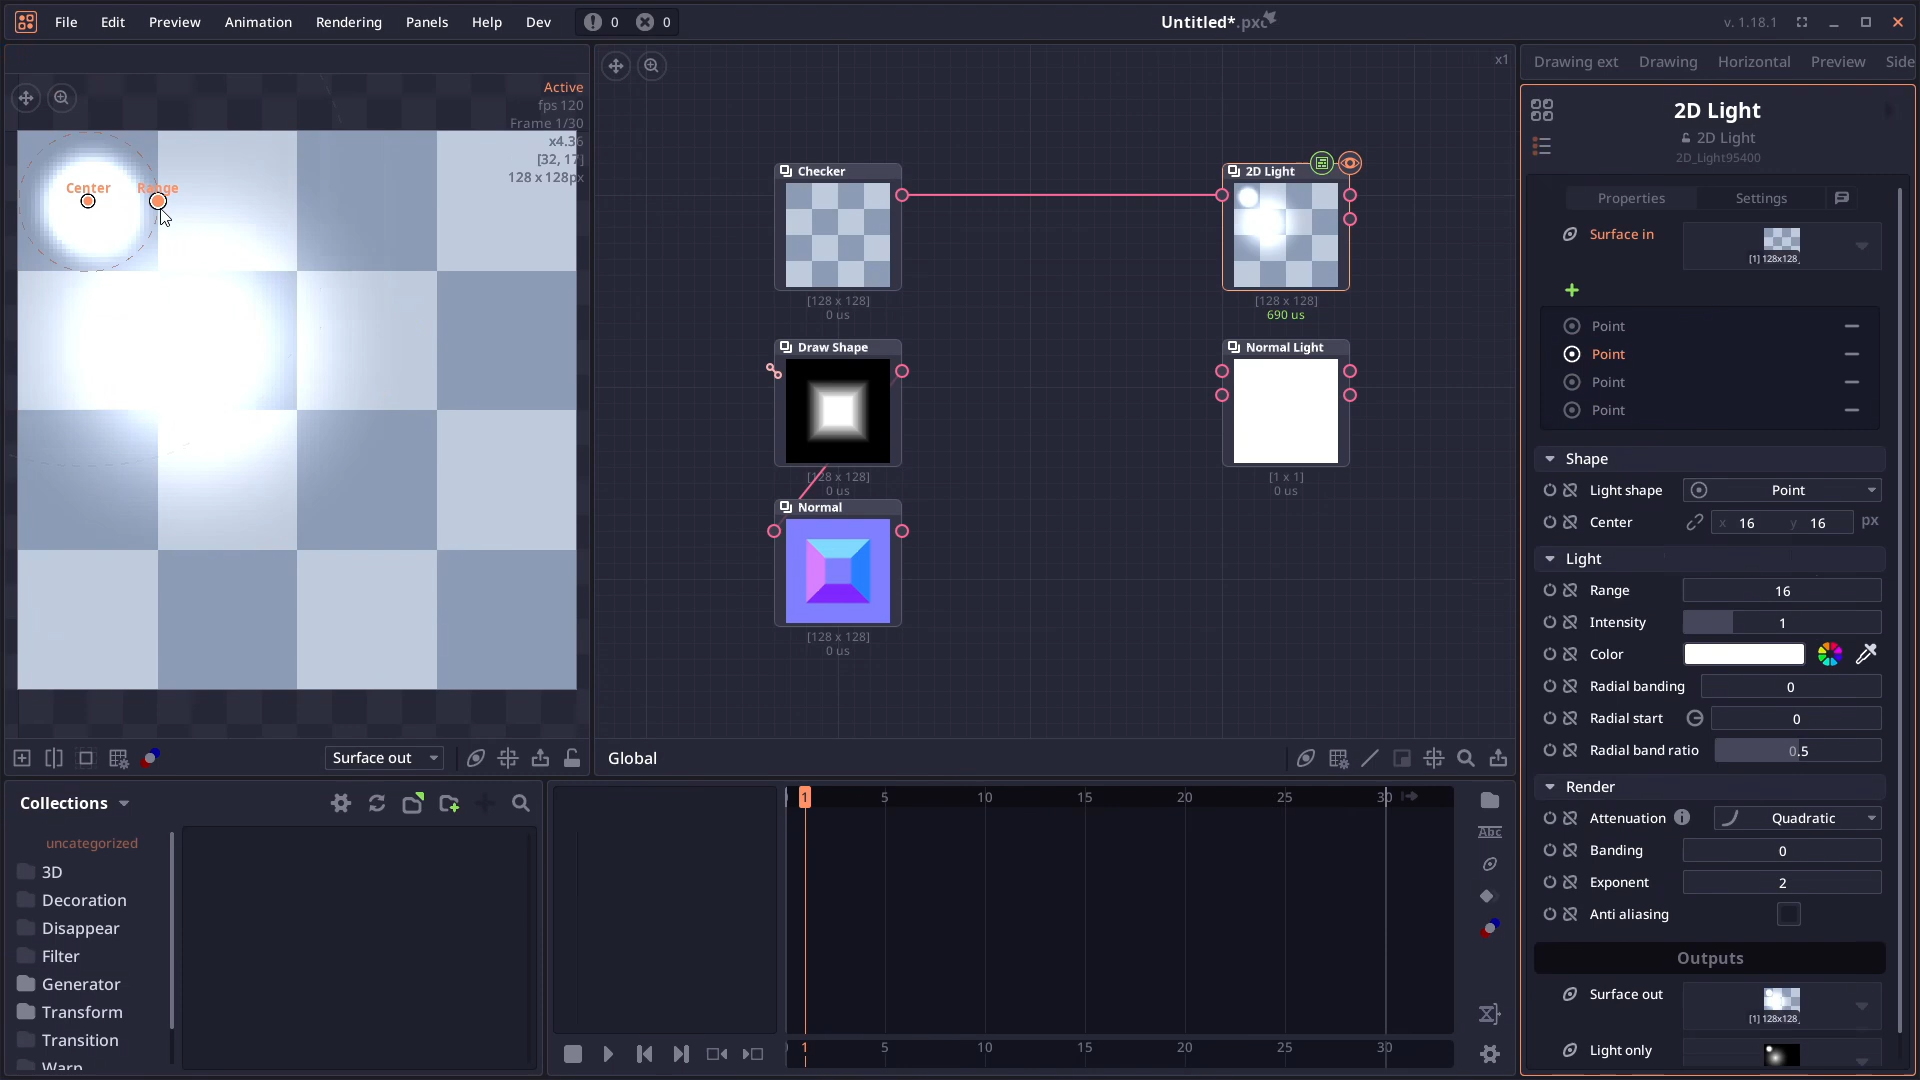 File Edit Preview Animation Rendering Panels Help Dev 0 0 Untitled*.pxc v. 1.18.1
Active
fps 120
Frame 1/30
x4.36
[32, 17]
128 x 128px
Center Range
Surface out
x1
Checker
[128 x 128]
0 us
2D Light
[128 x 128]
690 us
Draw Shape
[128 x 128]
0 us
Normal Light
[1 x 1]
0 us
Normal
[128 x 128]
0 us
Global
Drawing ext Drawing Horizontal Preview Side
2D Light
2D Light
2D_Light95400
Properties Settings
Surface in
[1] 128x128
Point
Point
Point
Point
Shape
Light shape Point
Center x 16 y 16 px
Light
Range 16
Intensity 1
Color
Radial banding 0
Radial start 0
Radial band ratio 0.5
Render
Attenuation Quadratic
Banding 0
Exponent 2
Anti aliasing
Outputs
Surface out
[1] 128x128
Light only
Collections
uncategorized
3D
Decoration
Disappear
Filter
Generator
Transform
Transition
Warp
1 5 10 15 20 25 30
Abc
1 5 10 15 20 25 30